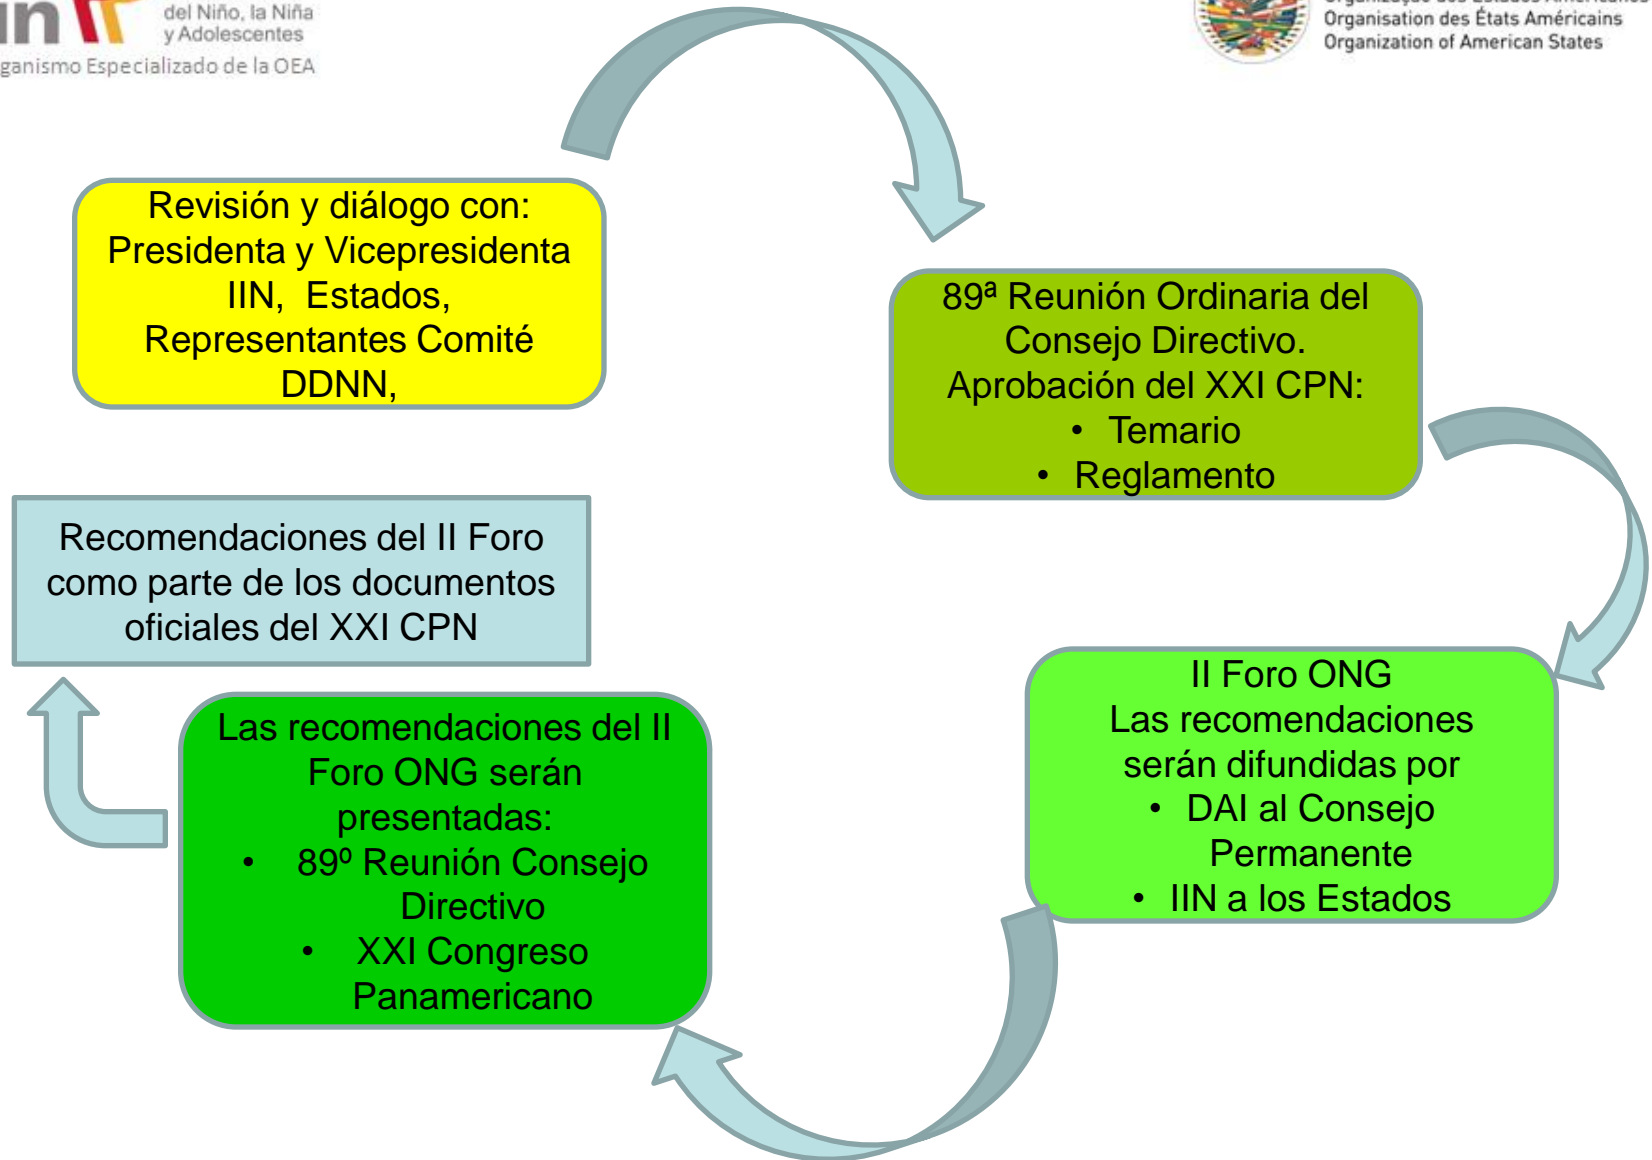 del Niño, la Niña
y Adolescentes
Especializado de la OEA
Organisation des États Américains
Organization of American States
Revisión y diálogo con:
Presidenta y Vicepresidenta
IIN, Estados,
Representantes Comité
DDNN,
89ª Reunión Ordinaria del
Consejo Directivo.
Aprobación del XXI CPN:
• Temario
• Reglamento
II Foro ONG
Las recomendaciones
serán difundidas por
• DAI al Consejo
Permanente
• IIN a los Estados
Las recomendaciones del II
Foro ONG serán
presentadas:
• 89º Reunión Consejo
Directivo
• XXI Congreso
Panamericano
Recomendaciones del II Foro
como parte de los documentos
oficiales del XXI CPN